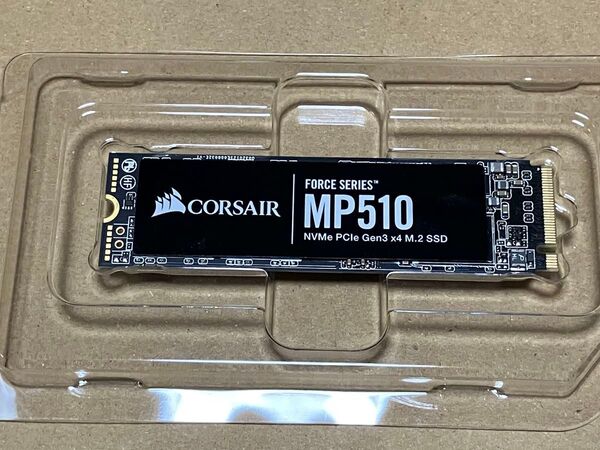 CORSAIR
FORCE SERIES™
MP510
NVMe PCIe Gen3 x4 M.2 SSD